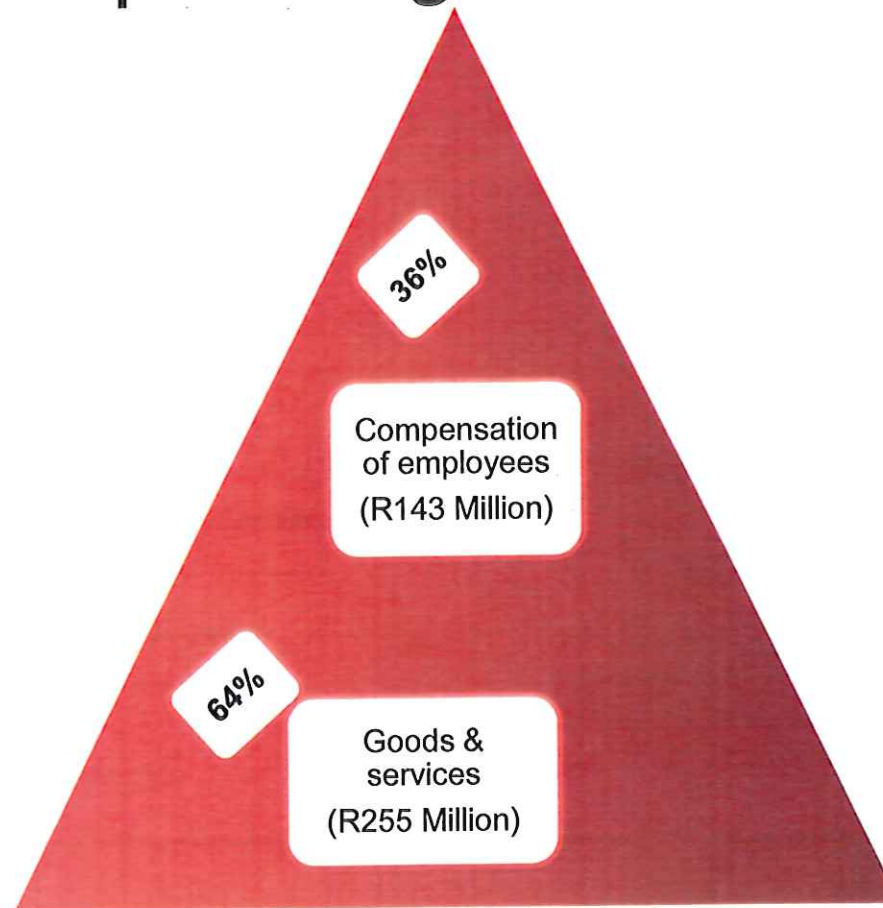 36%
Compensation
of employees
(R143 Million)
64%
Goods &
services
(R255 Million)